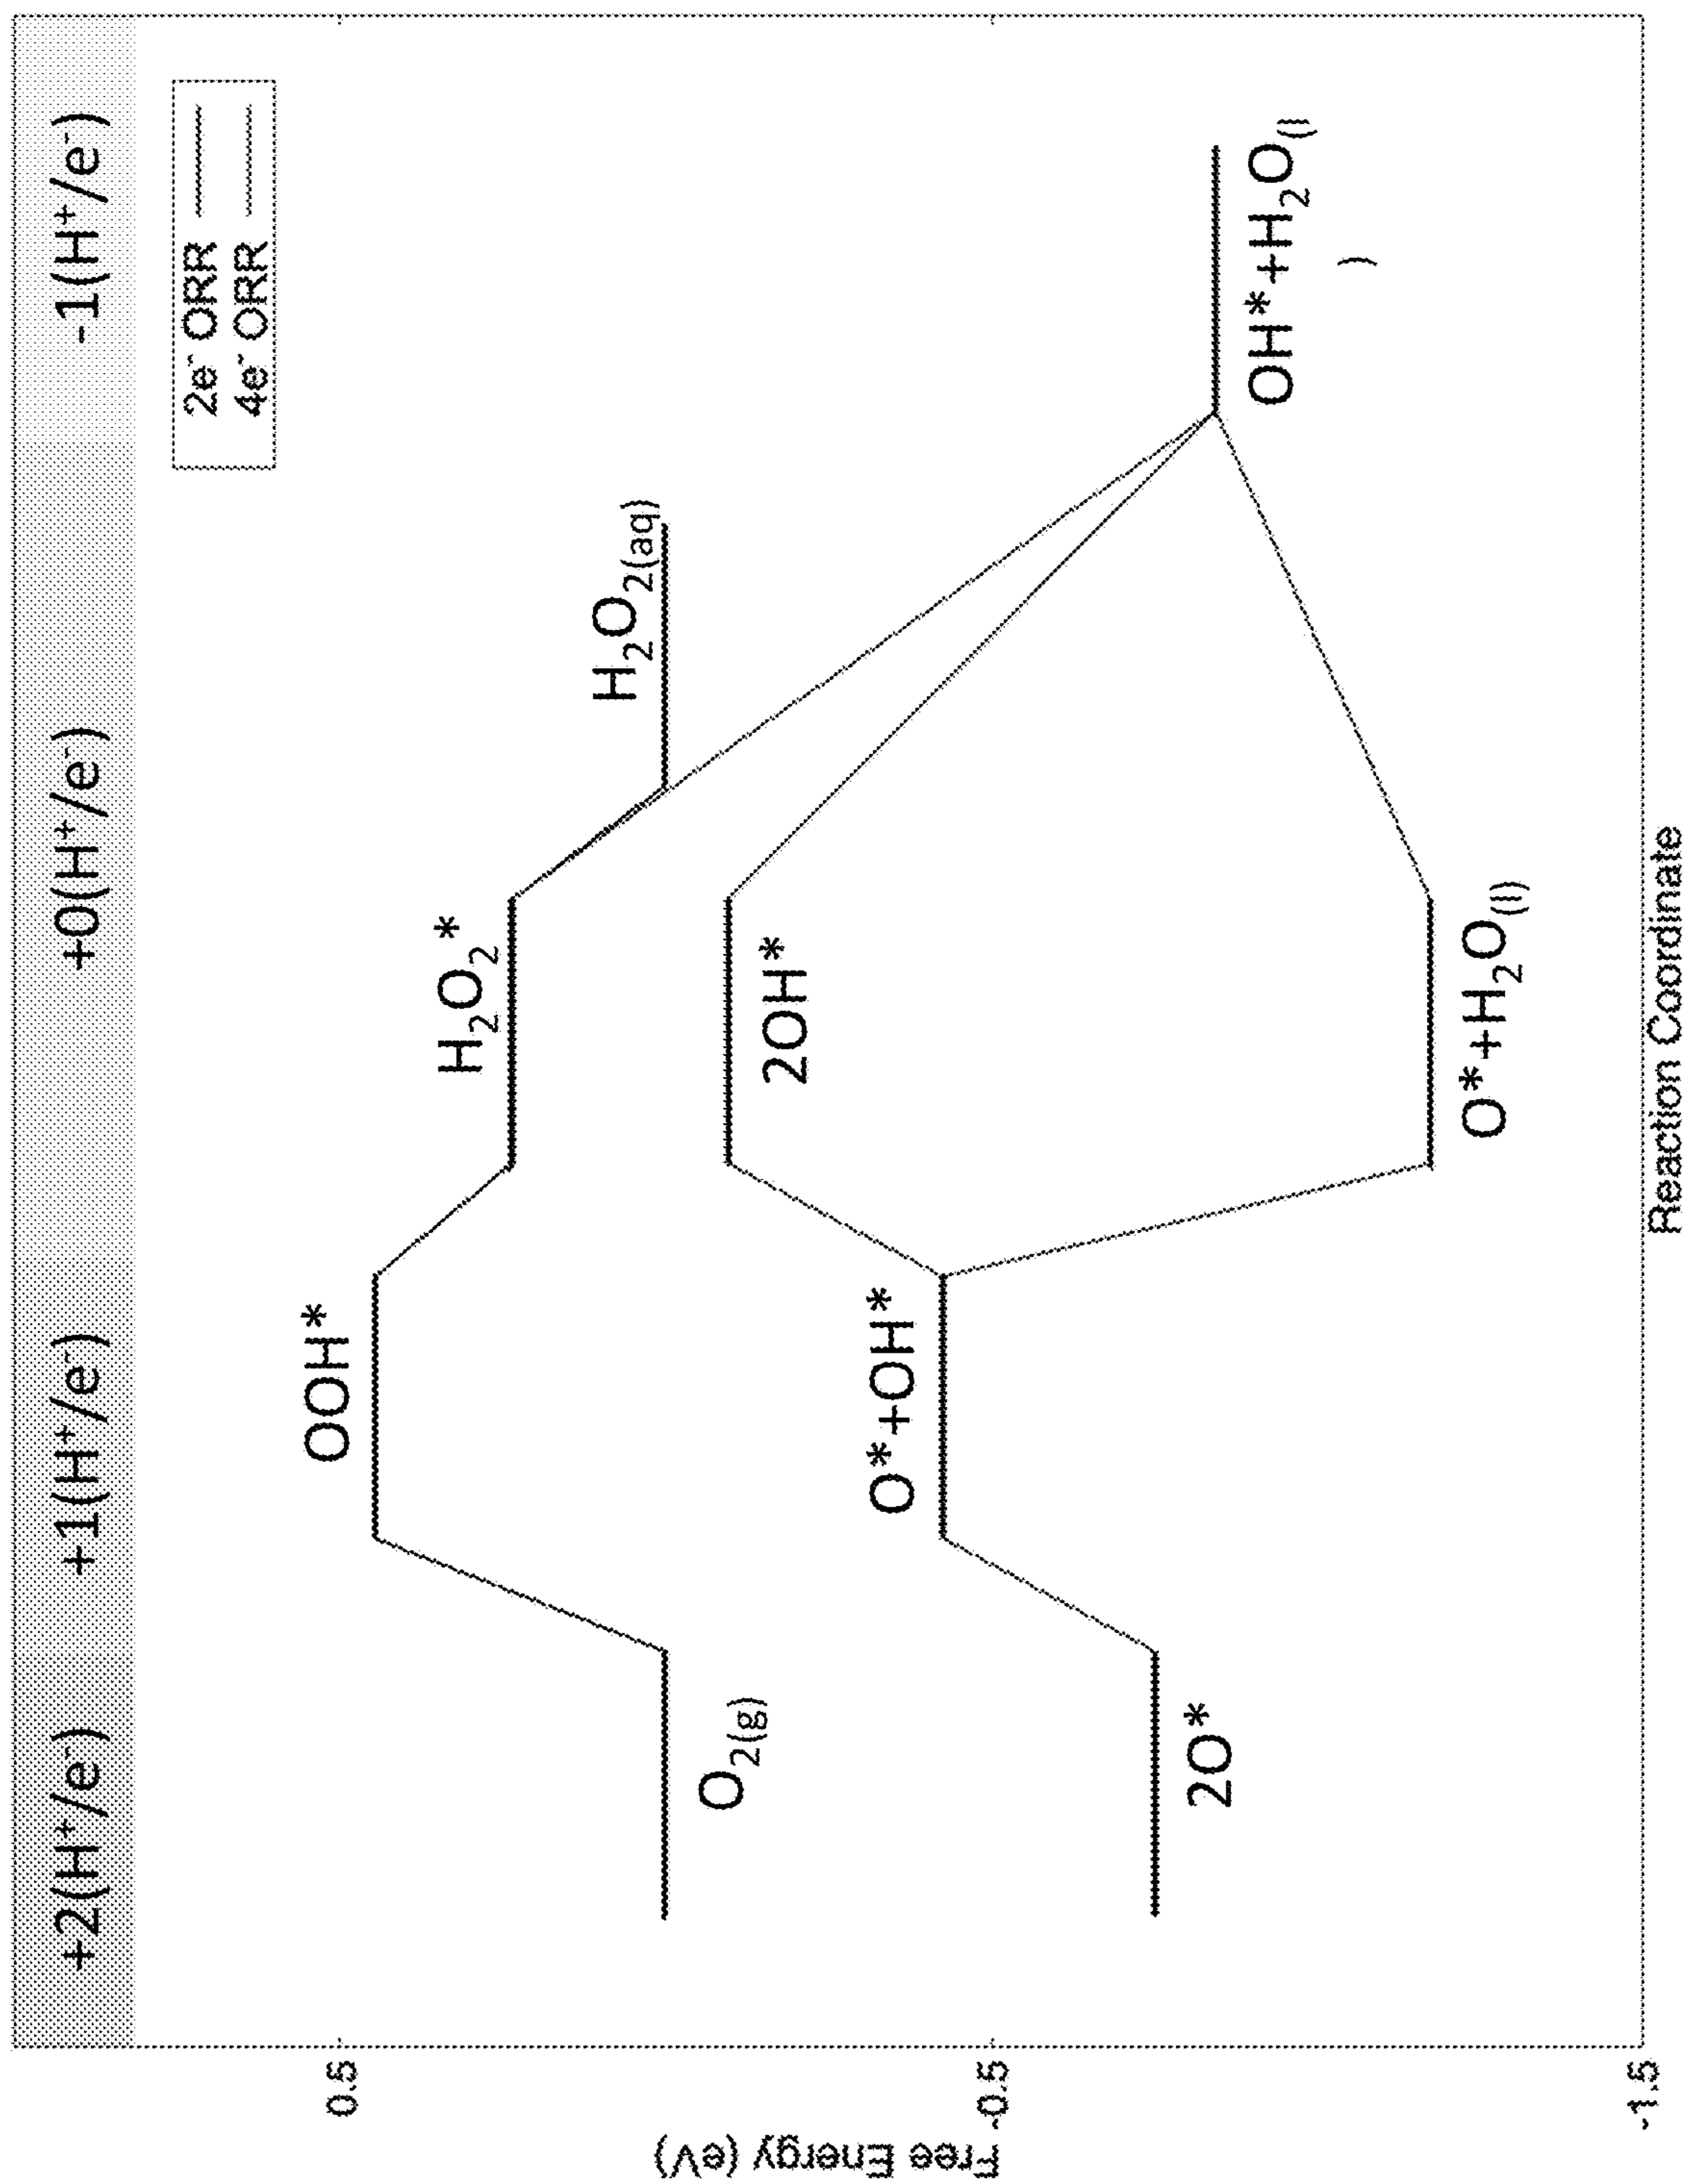 +2(H⁺/e⁻) +1(H⁺/e⁻) +0(H⁺/e⁻) -1(H⁺/e⁻)
2e⁻ ORR
4e⁻ ORR
OOH*
0.5
H₂O₂*
H₂O₂(aq)
O₂(g)
2OH*
O*+OH*
Free Energy (eV)
-0.5
2O*
OH*+H₂O(l
)
O*+H₂O(l)
-1.5
Reaction Coordinate